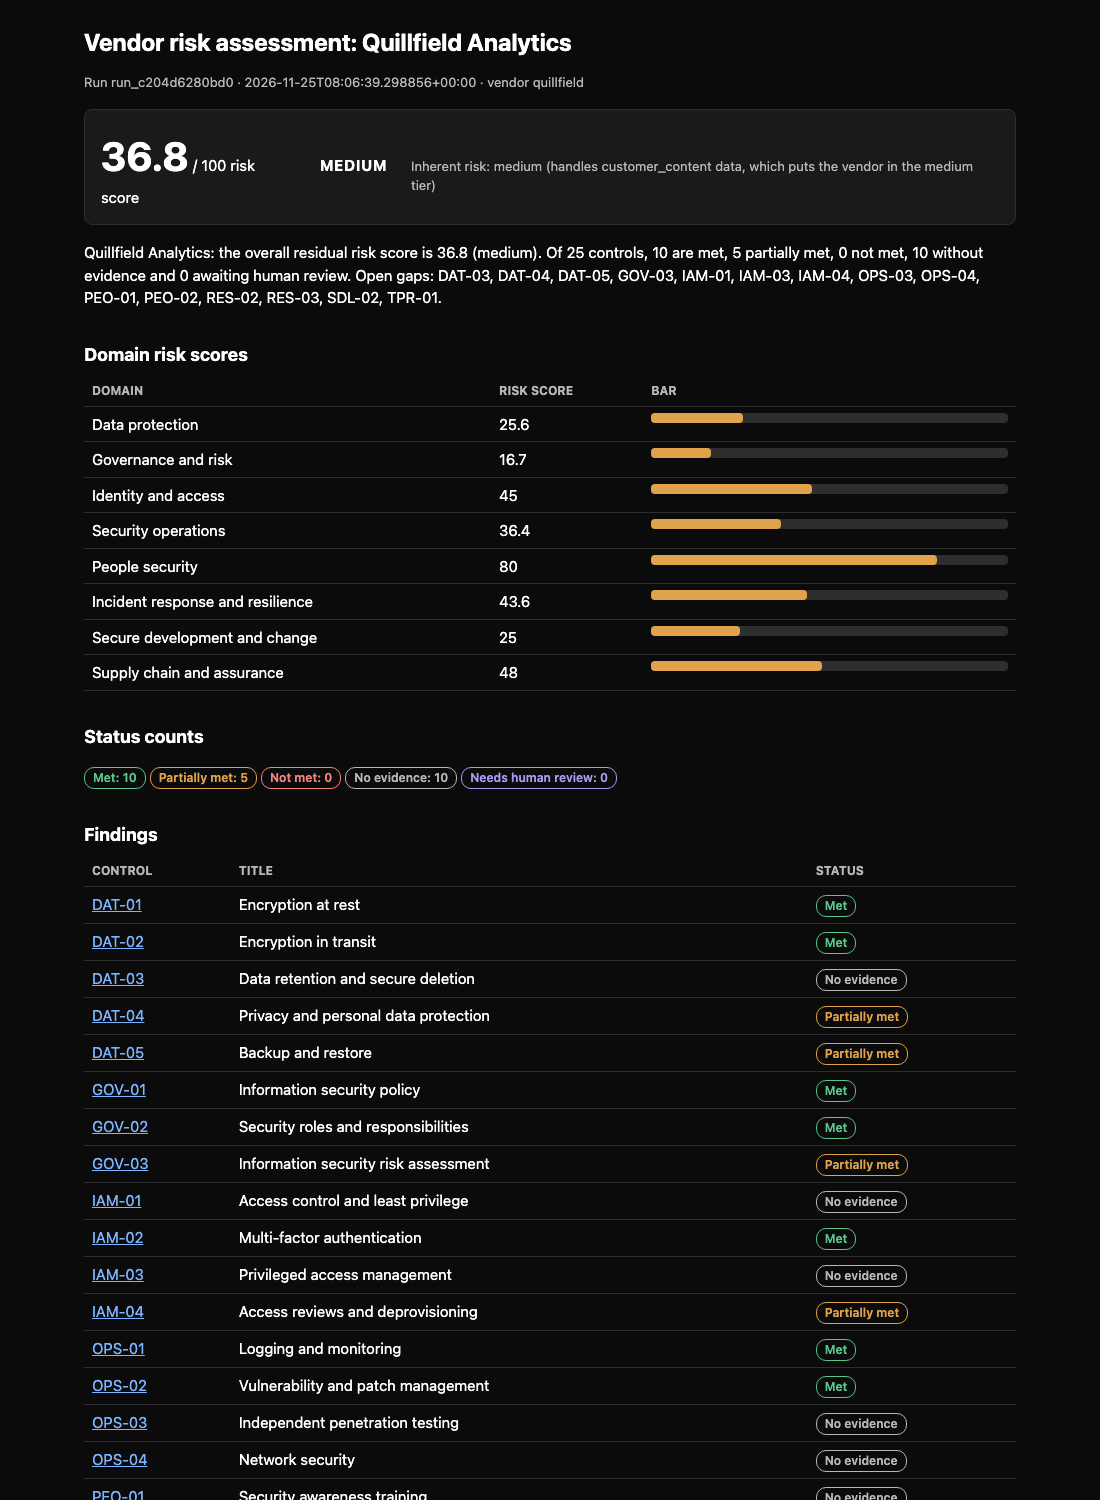 Vendor risk assessment: Quillfield Analytics
Run run_c204d6280bd0 · 2026-11-25T08:06:39.298856+00:00 · vendor quillfield
36.8 / 100 risk score
MEDIUM
Inherent risk: medium (handles customer_content data, which puts the vendor in the medium
tier)
Quillfield Analytics: the overall residual risk score is 36.8 (medium). Of 25 controls, 10 are met, 5 partially met, 0 not met, 10 without
evidence and 0 awaiting human review. Open gaps: DAT-03, DAT-04, DAT-05, GOV-03, IAM-01, IAM-03, IAM-04, OPS-03, OPS-04,
PEO-01, PEO-02, RES-02, RES-03, SDL-02, TPR-01.
Domain risk scores
DOMAIN RISK SCORE BAR
Data protection 25.6
Governance and risk 16.7
Identity and access 45
Security operations 36.4
People security 80
Incident response and resilience 43.6
Secure development and change 25
Supply chain and assurance 48
Status counts
Met: 10 Partially met: 5 Not met: 0 No evidence: 10 Needs human review: 0
Findings
CONTROL TITLE STATUS
DAT-01 Encryption at rest Met
DAT-02 Encryption in transit Met
DAT-03 Data retention and secure deletion No evidence
DAT-04 Privacy and personal data protection Partially met
DAT-05 Backup and restore Partially met
GOV-01 Information security policy Met
GOV-02 Security roles and responsibilities Met
GOV-03 Information security risk assessment Partially met
IAM-01 Access control and least privilege No evidence
IAM-02 Multi-factor authentication Met
IAM-03 Privileged access management No evidence
IAM-04 Access reviews and deprovisioning Partially met
OPS-01 Logging and monitoring Met
OPS-02 Vulnerability and patch management Met
OPS-03 Independent penetration testing No evidence
OPS-04 Network security No evidence
PEO-01 Security awareness training No evidence